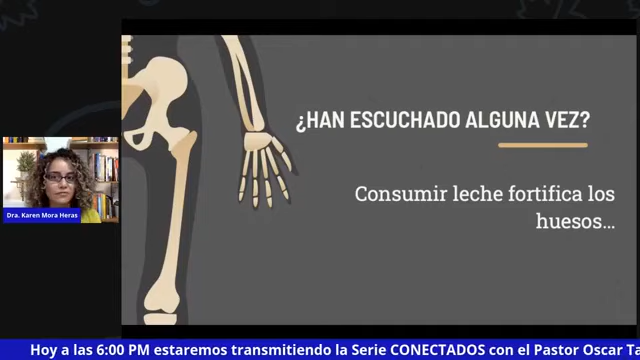 ¿HAN ESCUCHADO ALGUNA VEZ?
Consumir leche fortifica los
huesos...
Dra. Karen Mora Heras
Hoy a las 6:00 PM estaremos transmitiendo la Serie CONECTADOS con el Pastor Oscar